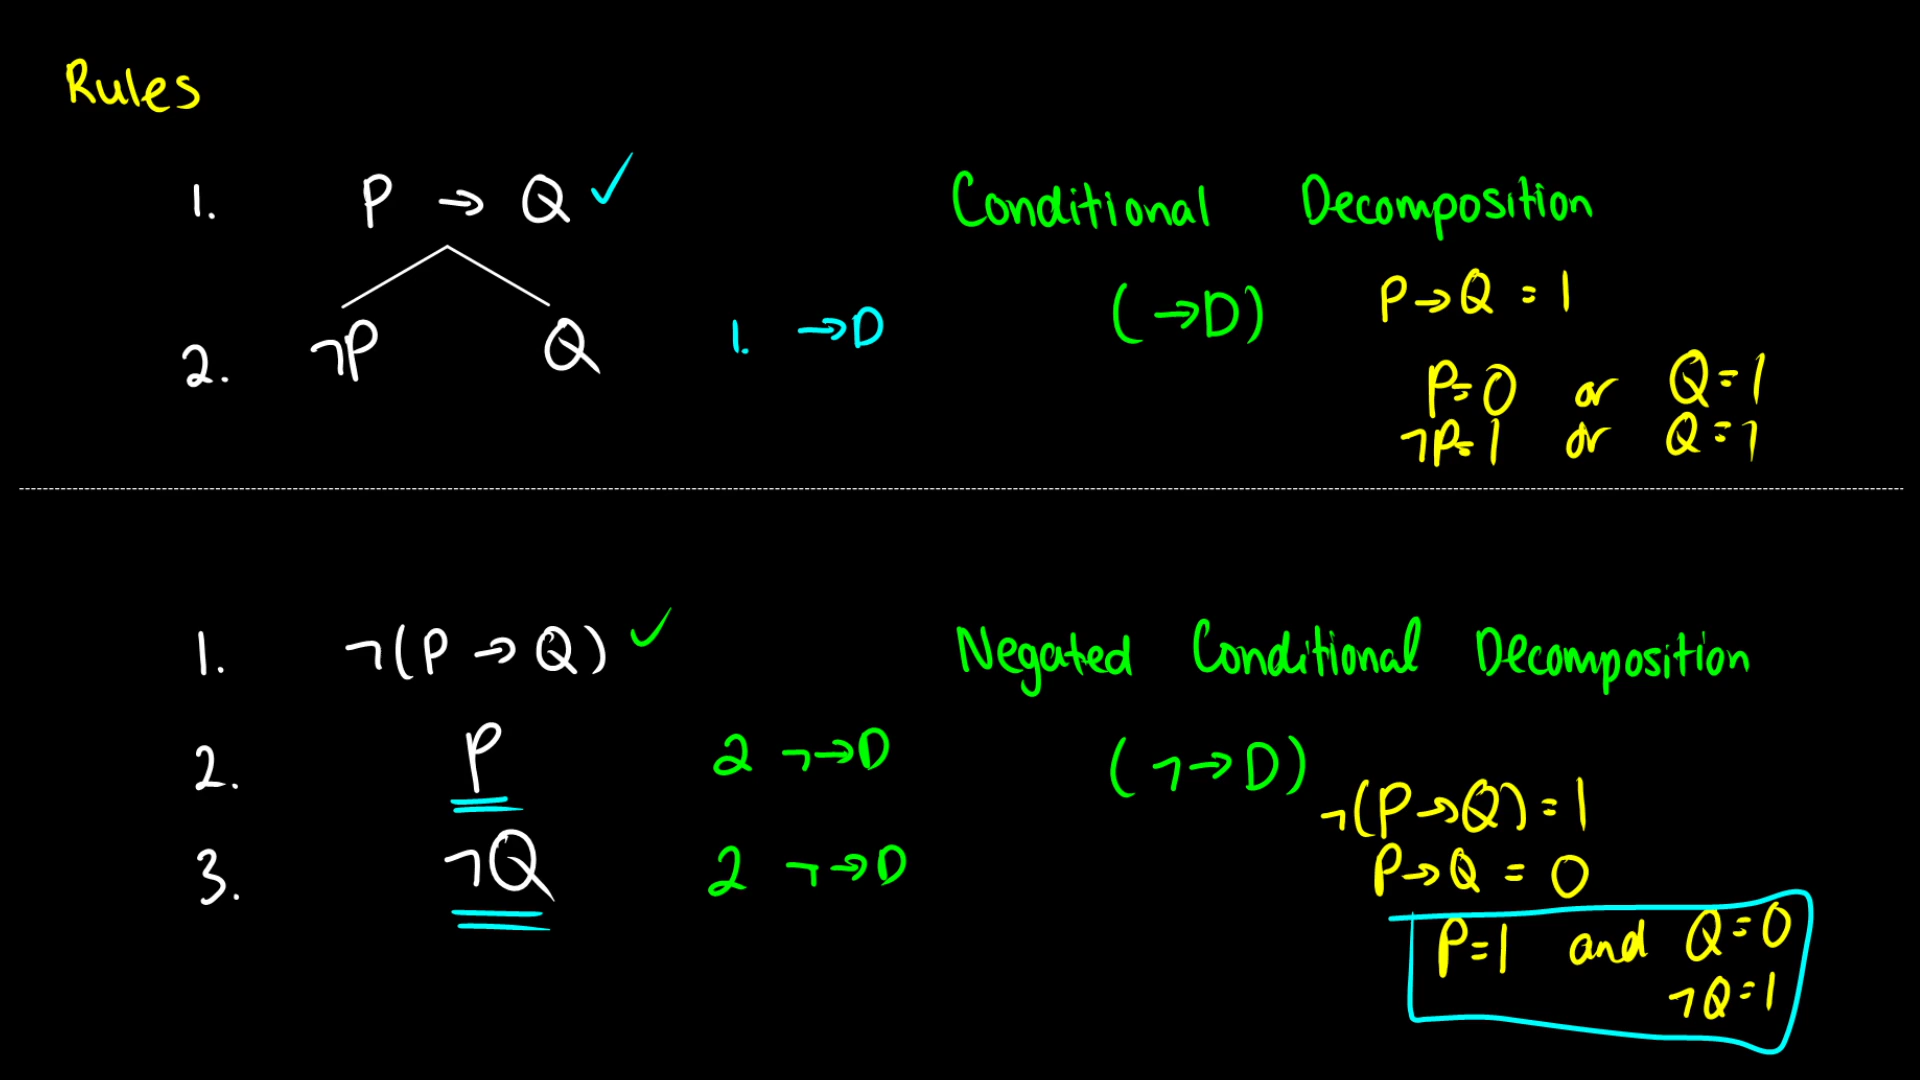 Rules
1. P → Q ✓ Conditional Decomposition
(→D) P→Q = 1
2. ¬P Q 1. →D
P=0 or Q=1
¬P=1 or Q=1
1. ¬(P → Q) ✓ Negated Conditional Decomposition
2. P 2 ¬→D (¬→D)
¬(P→Q)=1
3. ¬Q 2 ¬→D P→Q = 0
P=1 and Q=0
¬Q=1